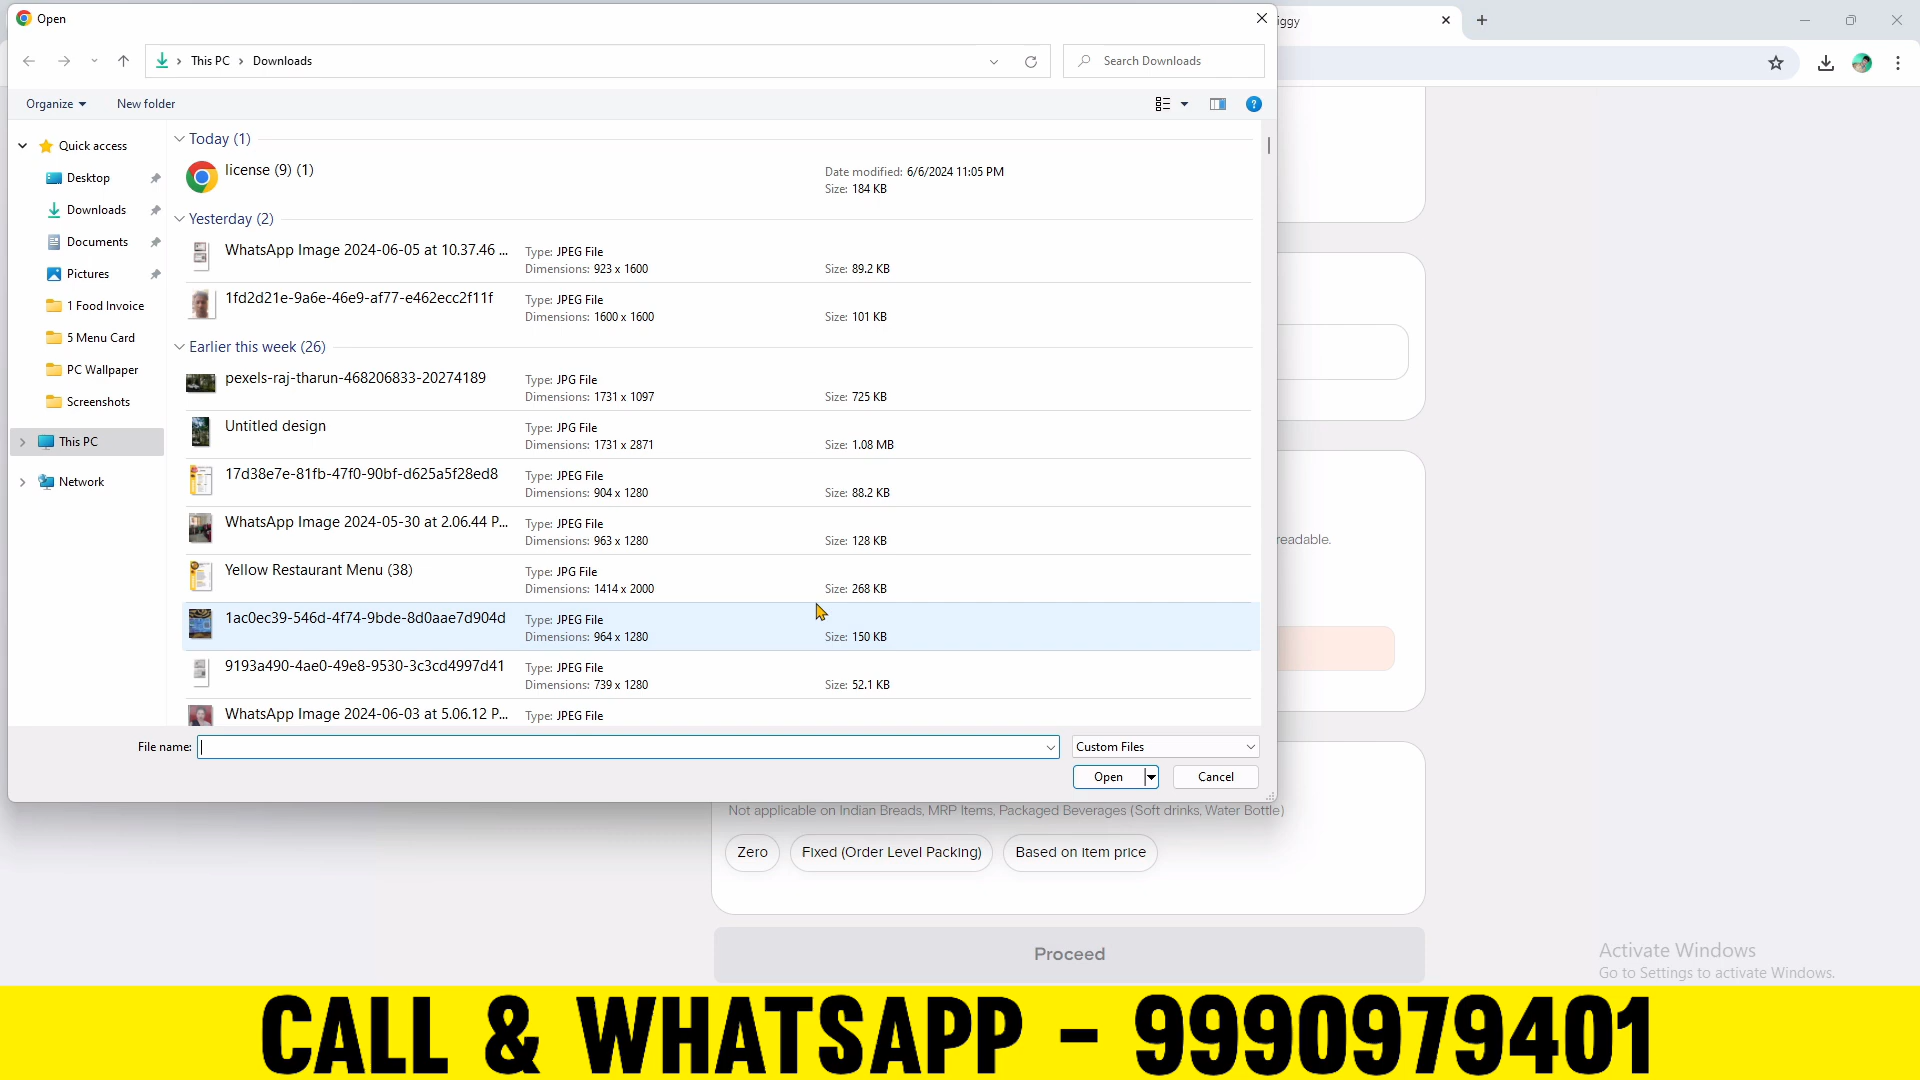 Open
iggy
This PC > Downloads
Search Downloads
Organize
New folder
Quick access
Desktop
Downloads
Documents
Pictures
1 Food Invoice
5 Menu Card
PC Wallpaper
Screenshots
This PC
Network
Today (1)
license (9) (1)
Date modified: 6/6/2024 11:05 PM
Size: 184 KB
Yesterday (2)
WhatsApp Image 2024-06-05 at 10.37.46 ...
Type: JPEG File
Dimensions: 923 x 1600
Size: 89.2 KB
1fd2d21e-9a6e-46e9-af77-e462ecc2f11f
Type: JPEG File
Dimensions: 1600 x 1600
Size: 101 KB
Earlier this week (26)
pexels-raj-tharun-468206833-20274189
Type: JPG File
Dimensions: 1731 x 1097
Size: 725 KB
Untitled design
Type: JPG File
Dimensions: 1731 x 2871
Size: 1.08 MB
17d38e7e-81fb-47f0-90bf-d625a5f28ed8
Type: JPEG File
Dimensions: 904 x 1280
Size: 88.2 KB
WhatsApp Image 2024-05-30 at 2.06.44 P...
Type: JPEG File
Dimensions: 963 x 1280
Size: 128 KB
Yellow Restaurant Menu (38)
Type: JPG File
Dimensions: 1414 x 2000
Size: 268 KB
1ac0ec39-546d-4f74-9bde-8d0aae7d904d
Type: JPEG File
Dimensions: 964 x 1280
Size: 150 KB
9193a490-4ae0-49e8-9530-3c3cd4997d41
Type: JPEG File
Dimensions: 739 x 1280
Size: 52.1 KB
WhatsApp Image 2024-06-03 at 5.06.12 P...
Type: JPEG File
File name:
Custom Files
Open
Cancel
readable.
Not applicable on Indian Breads, MRP Items, Packaged Beverages (Soft drinks, Water Bottle)
Zero
Fixed (Order Level Packing)
Based on item price
Proceed
Activate Windows
Go to Settings to activate Windows.
CALL & WHATSAPP - 9990979401